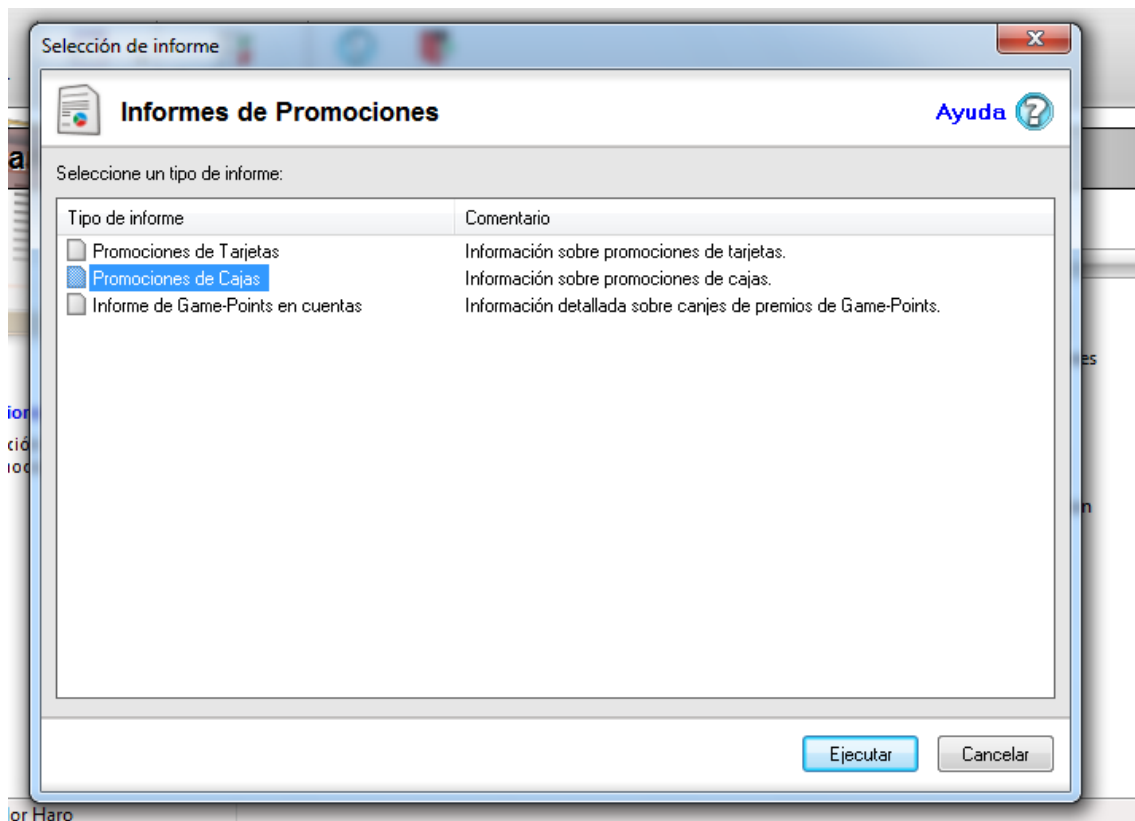 Selección de informe
Informes de Promociones
Ayuda
Seleccione un tipo de informe:
Tipo de informe Comentario
Promociones de Tarjetas Información sobre promociones de tarjetas.
Promociones de Cajas Información sobre promociones de cajas.
Informe de Game-Points en cuentas Información detallada sobre canjes de premios de Game-Points.
Ejecutar Cancelar
or Haro